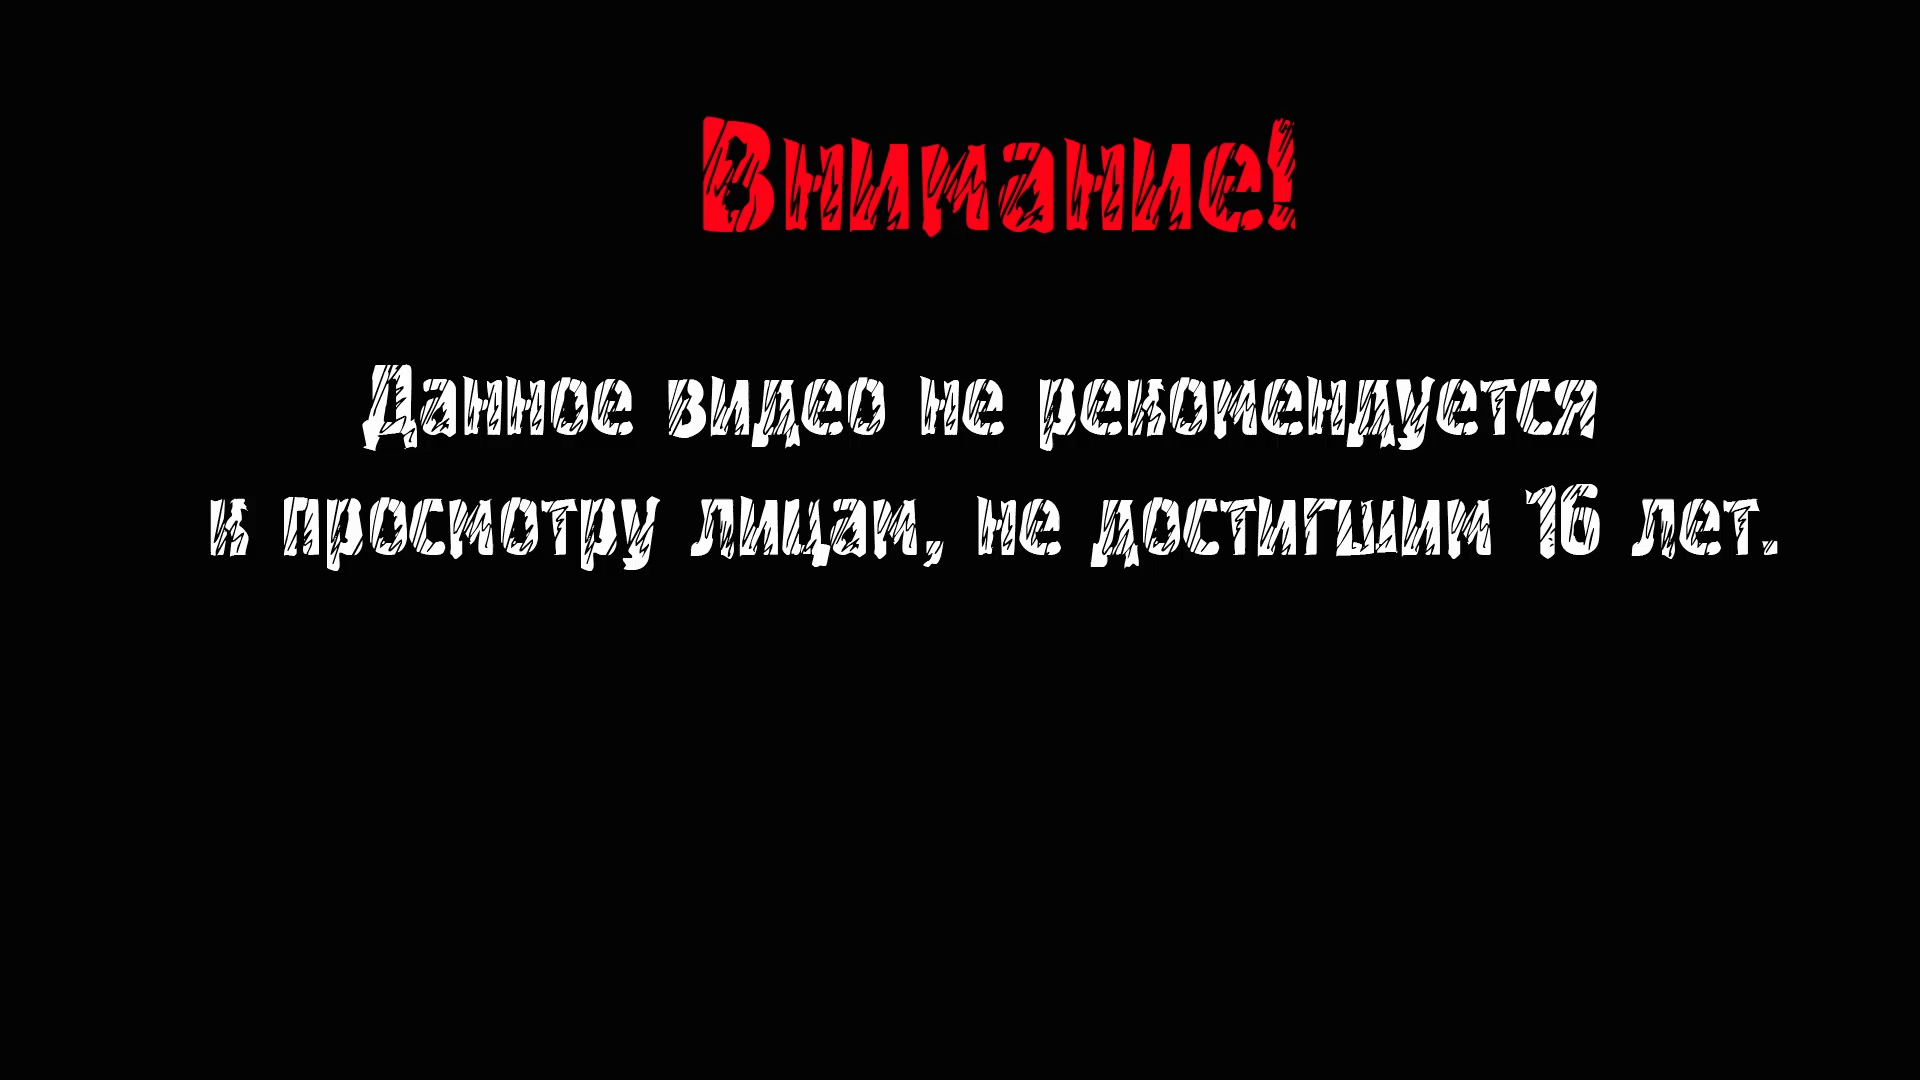 Внимание!
Данное видео не рекомендуется
к просмотру лицам, не достигшим 16 лет.